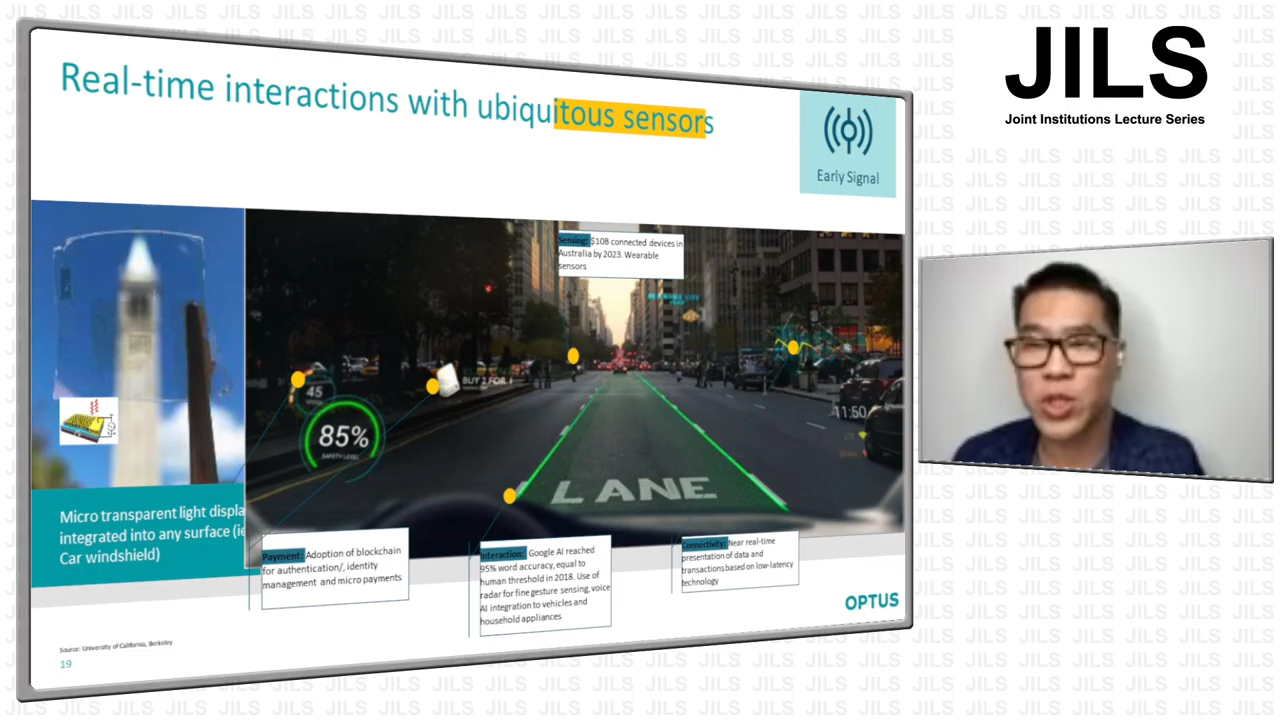 Real-time interactions with ubiquitous sensors
Early Signal
JILS
Joint Institutions Lecture Series
Sensing: $10B connected devices in
Australia by 2023. Wearable
sensors
45
85%
SAFETY LEVEL
BUY 2 FOR 1
11:50
LANE
Micro transparent light displa
integrated into any surface (ie
Car windshield)
Payment: Adoption of blockchain
for authentication/, identity
management and micro payments
Interaction: Google AI reached
95% word accuracy, equal to
human threshold in 2018. Use of
radar for fine gesture sensing, voice
AI integration to vehicles and
household appliances
Connectivity: Near real-time
presentation of data and
transactions based on low-latency
technology
OPTUS
Source: University of California, Berkeley
19